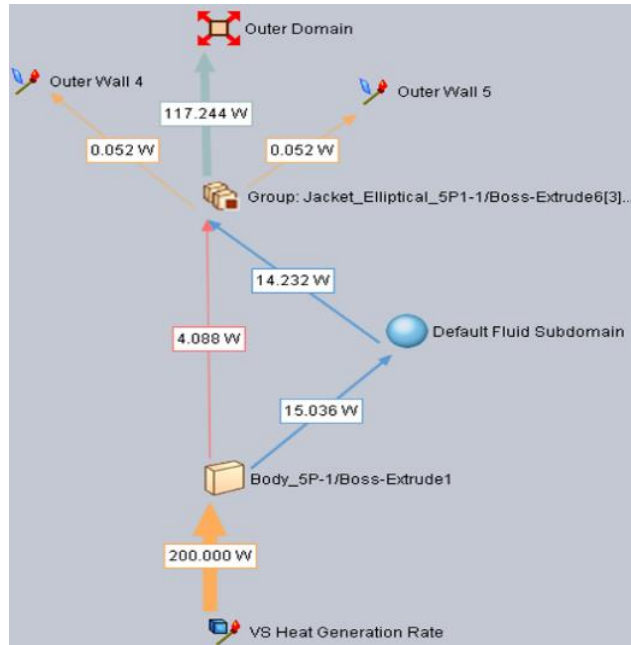 Outer Domain
Outer Wall 4
Outer Wall 5
117.244 W
0.052 W
0.052 W
Group: Jacket_Elliptical_5P1-1/Boss-Extrude6[3]...
14.232 W
Default Fluid Subdomain
4.088 W
15.036 W
Body_5P-1/Boss-Extrude1
200.000 W
VS Heat Generation Rate